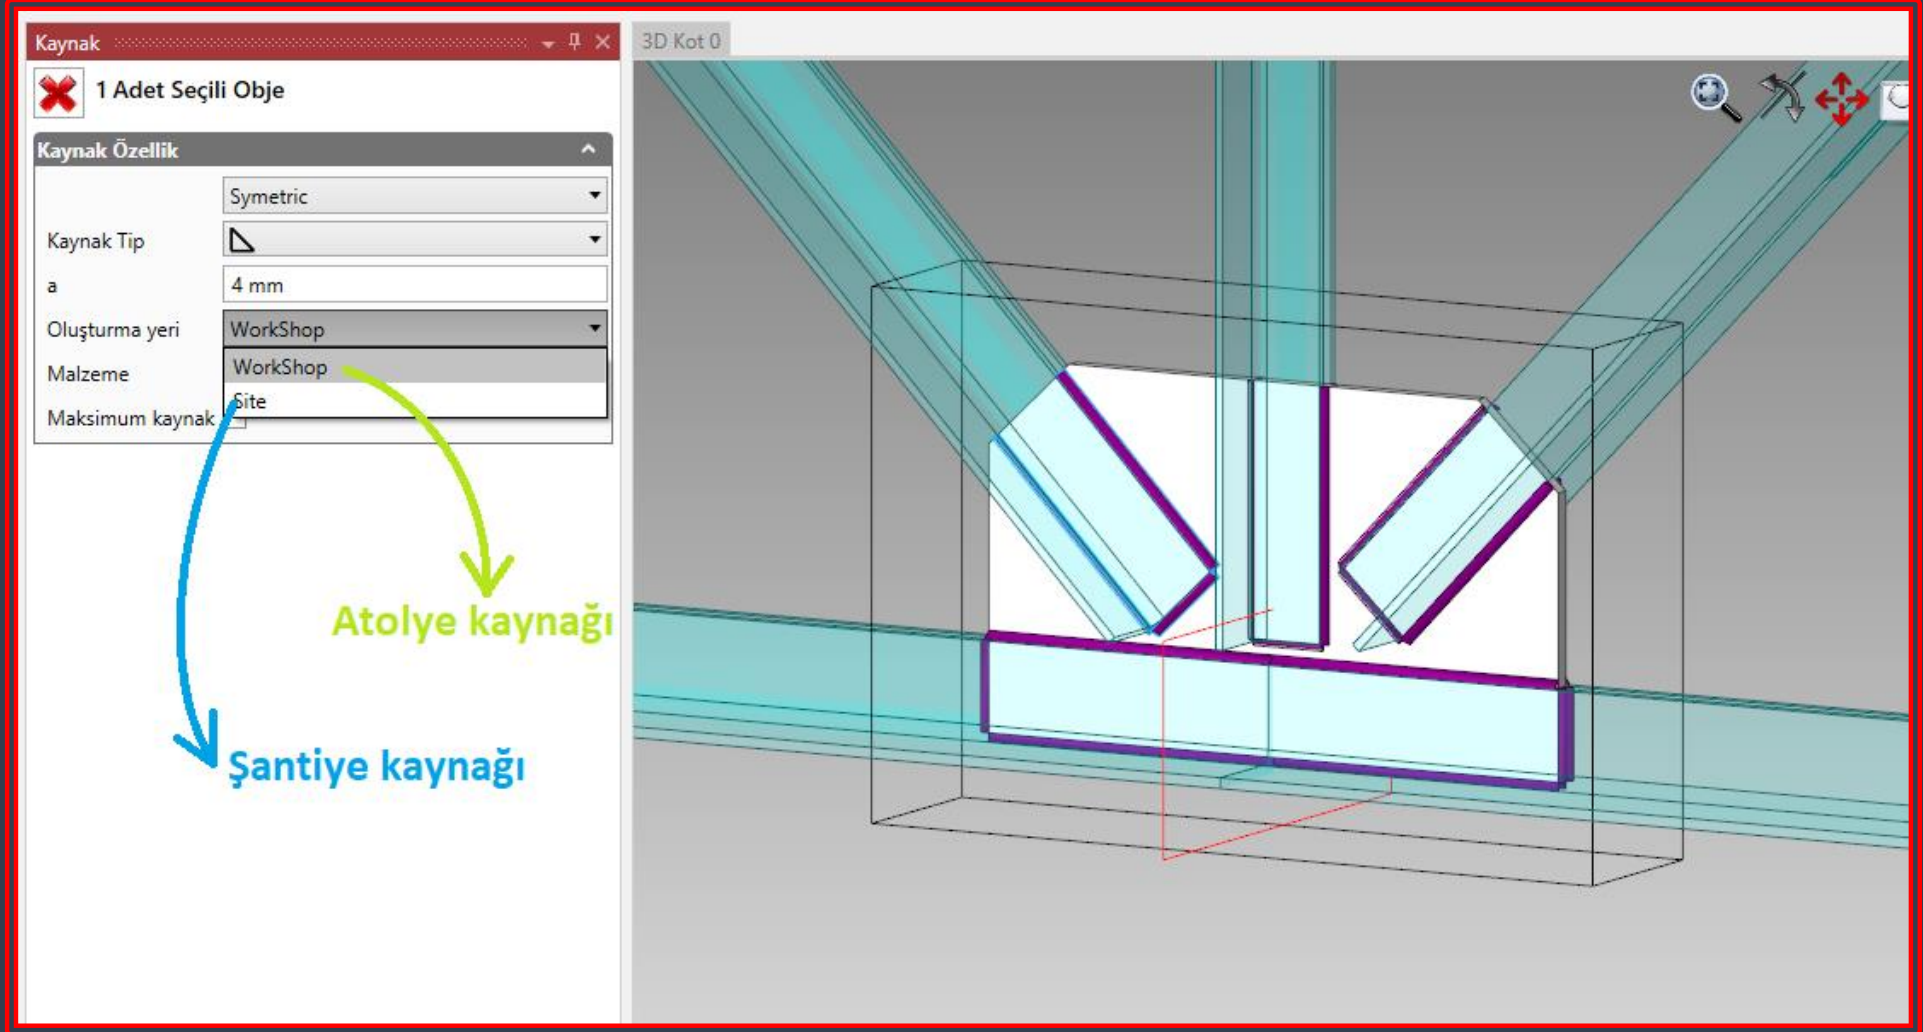 Kaynak
3D Kot 0
1 Adet Seçili Obje
Kaynak Özellik
Symetric
Kaynak Tip
a
4 mm
Oluşturma yeri
WorkShop
Malzeme
WorkShop
Site
Maksimum kaynak
Atolye kaynağı
Şantiye kaynağı